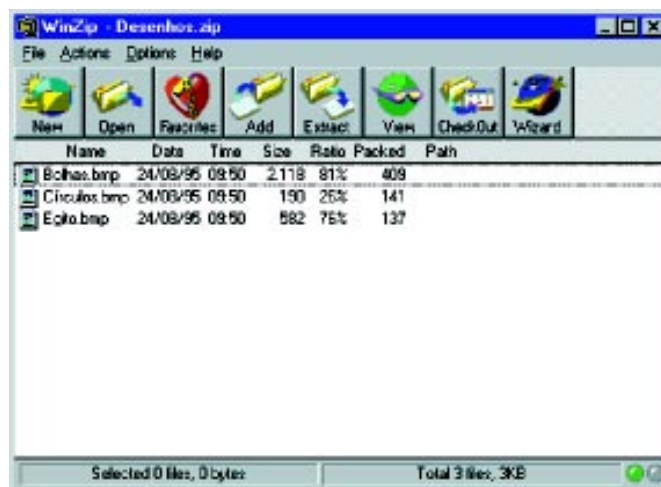 WinZip - Desenhos.zip
File Actions Options Help
New Open Favorites Add Extract View CheckOut Wizard
Name Date Time Size Ratio Packed Path
Bolhas.bmp 24/08/95 09:50 2.118 81% 409
Círculos.bmp 24/08/95 09:50 190 26% 141
Egito.bmp 24/08/95 09:50 582 76% 137
Selected 0 files, 0 bytes Total 3 files, 3KB